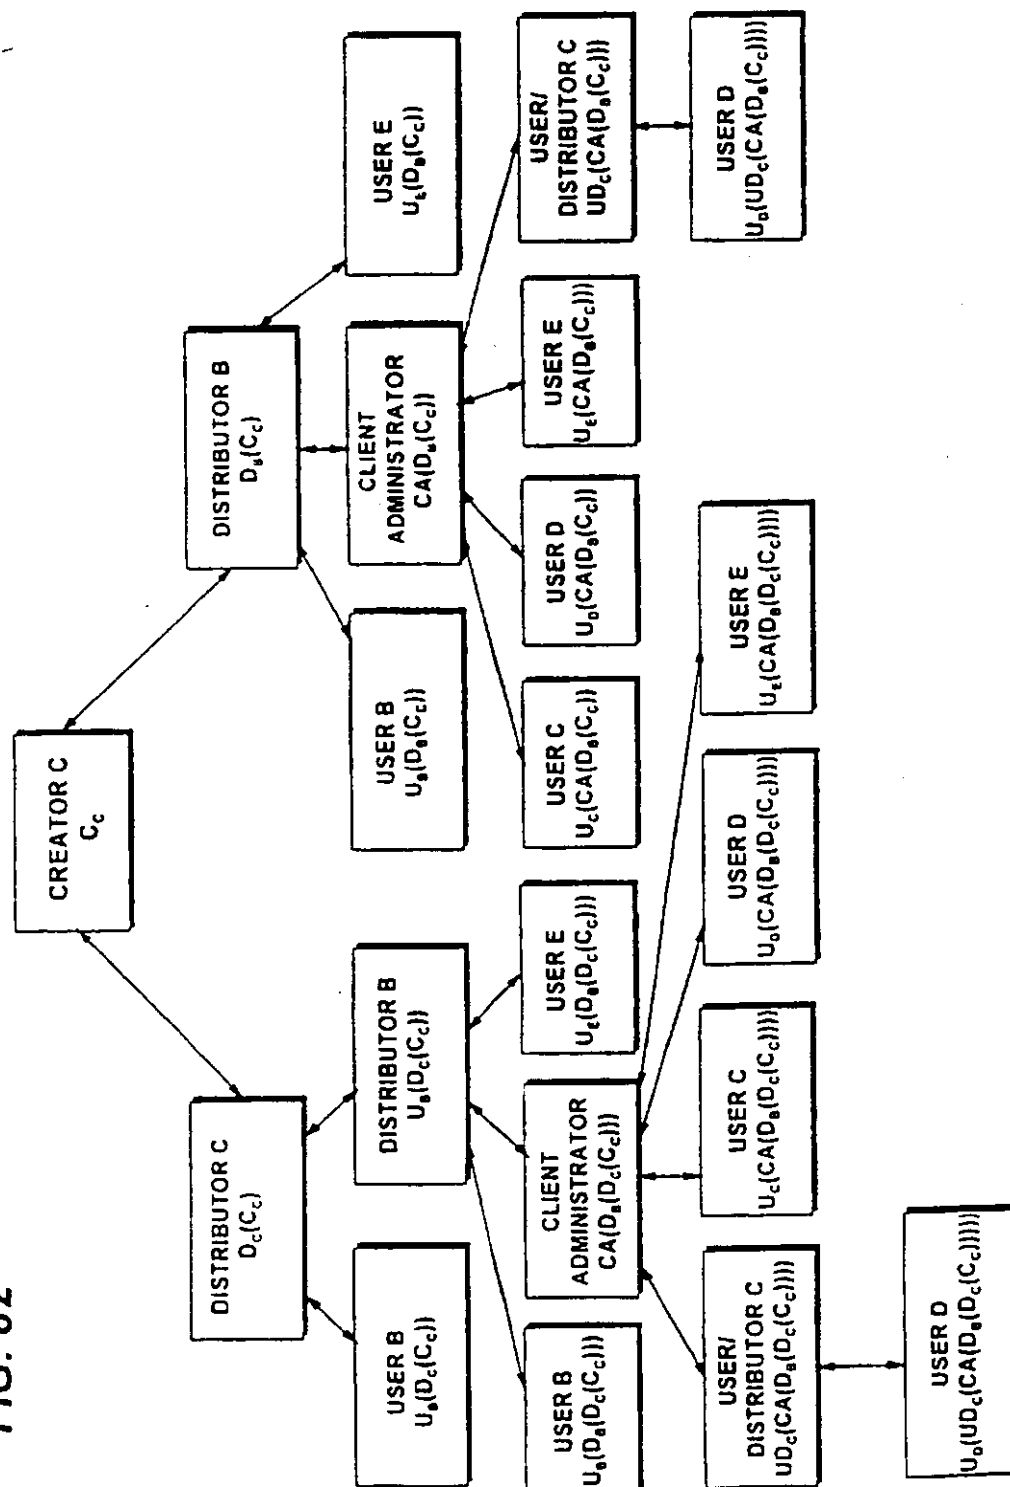 FIG. 82
CREATOR C
C_C
DISTRIBUTOR C
D_C(C_C)
DISTRIBUTOR B
D_B(C_C)
USER B
U_B(D_C(C_C))
DISTRIBUTOR B
U_B(D_C(C_C))
USER B
U_B(D_B(C_C))
CLIENT
ADMINISTRATOR
CA(D_B(C_C))
USER E
U_E(D_B(C_C))
USER B
U_B(D_B(D_C(C_C)))
CLIENT
ADMINISTRATOR
CA(D_B(D_C(C_C)))
USER E
U_E(D_B(D_C(C_C)))
USER C
U_C(CA(D_B(C_C))
USER D
U_D(CA(D_B(C_C))
USER E
U_E(CA(D_B(C_C)))
USER/
DISTRIBUTOR C
UD_C(CA(D_B(C_C)))
USER/
DISTRIBUTOR C
UD_C(CA(D_B(D_C(C_C))))
USER C
U_C(CA(D_B(D_C(C_C))))
USER D
U_D(CA(D_B(D_C(C_C))))
USER E
U_E(CA(D_B(D_C(C_C))))
USER D
U_D(UD_C(CA(D_B(C_C))))
USER D
U_D(UD_C(CA(D_B(D_C(C_C)))))